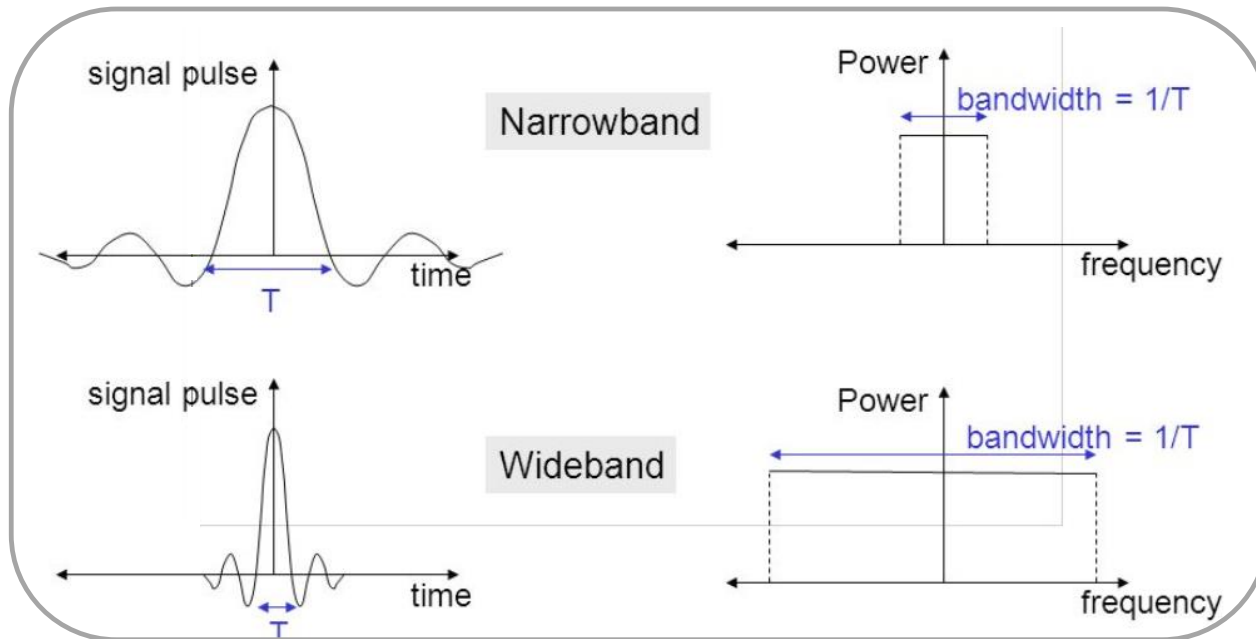 signal pulse
Narrowband
time
T
Power
bandwidth = 1/T
frequency
signal pulse
Wideband
time
T
Power
bandwidth = 1/T
frequency